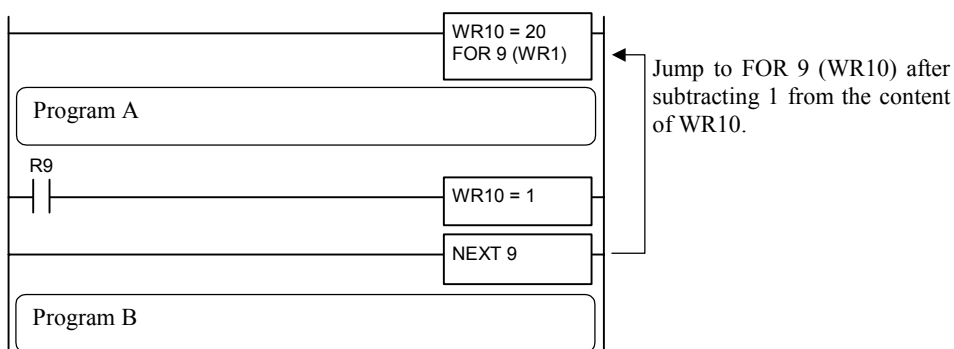 WR10 = 20
FOR 9 (WR1)
Jump to FOR 9 (WR10) after
subtracting 1 from the content
of WR10.
Program A
R9
WR10 = 1
NEXT 9
Program B